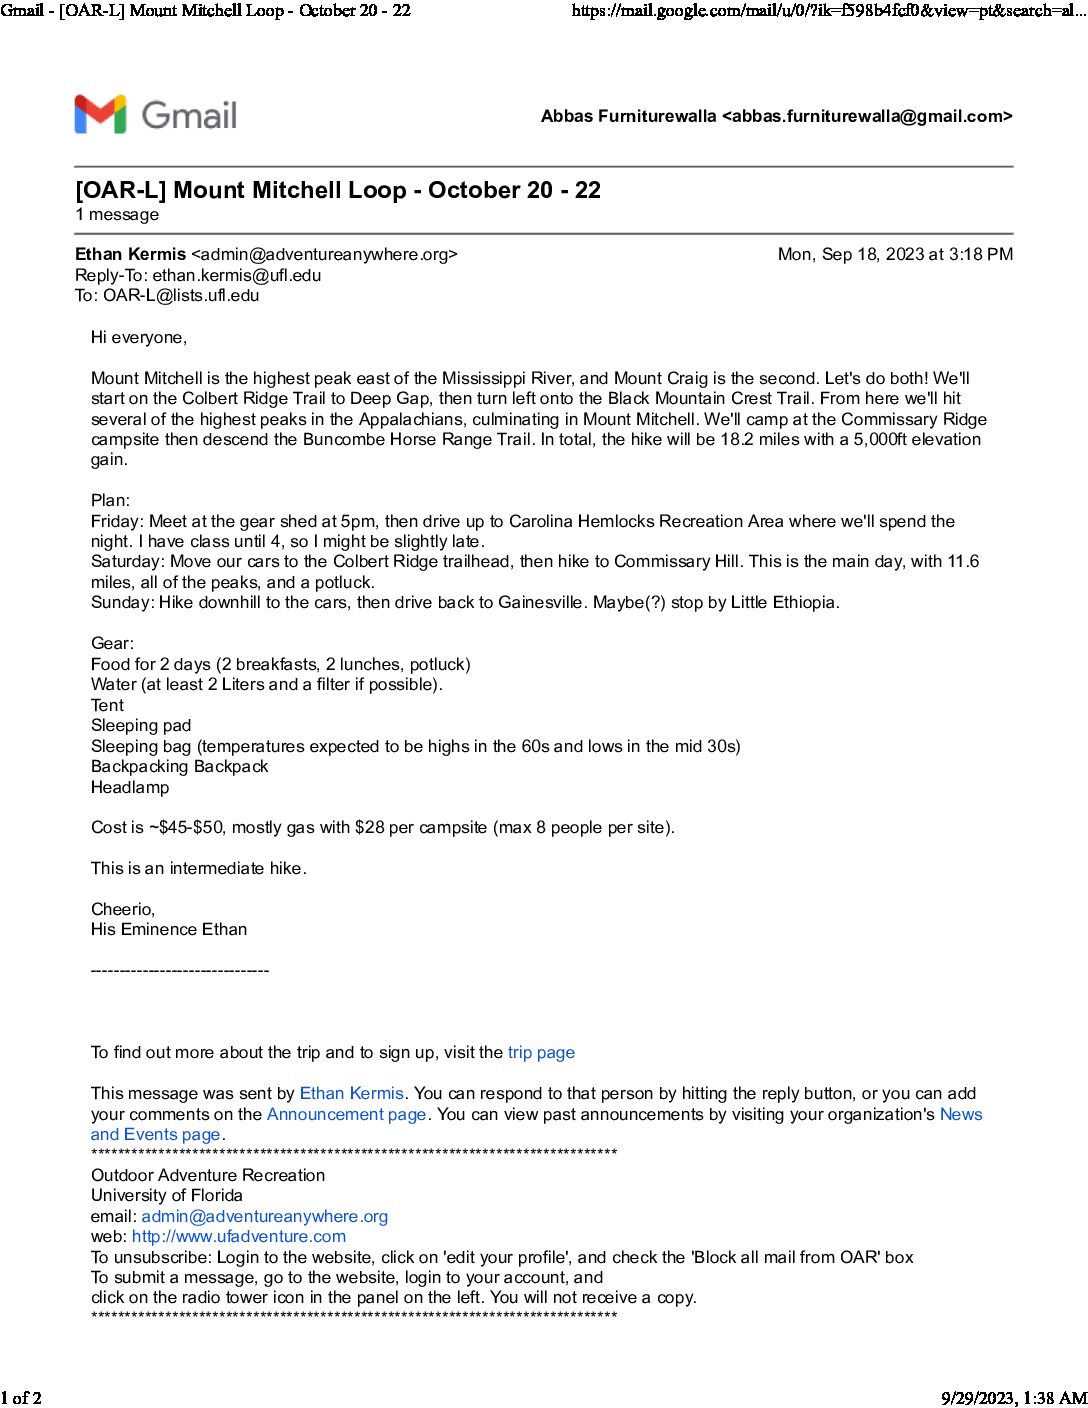 Gmail - [OAR-L] Mount Mitchell Loop - October 20 - 22 https://mail.google.com/mail/u/0/?ik=f598b4fcf0&view=pt&search=al...
Gmail Abbas Furniturewalla <abbas.furniturewalla@gmail.com>
[OAR-L] Mount Mitchell Loop - October 20 - 22
1 message
Ethan Kermis <admin@adventureanywhere.org> Mon, Sep 18, 2023 at 3:18 PM
Reply-To: ethan.kermis@ufl.edu
To: OAR-L@lists.ufl.edu
Hi everyone,
Mount Mitchell is the highest peak east of the Mississippi River, and Mount Craig is the second. Let's do both! We'll
start on the Colbert Ridge Trail to Deep Gap, then turn left onto the Black Mountain Crest Trail. From here we'll hit
several of the highest peaks in the Appalachians, culminating in Mount Mitchell. We'll camp at the Commissary Ridge
campsite then descend the Buncombe Horse Range Trail. In total, the hike will be 18.2 miles with a 5,000ft elevation
gain.
Plan:
Friday: Meet at the gear shed at 5pm, then drive up to Carolina Hemlocks Recreation Area where we'll spend the
night. I have class until 4, so I might be slightly late.
Saturday: Move our cars to the Colbert Ridge trailhead, then hike to Commissary Hill. This is the main day, with 11.6
miles, all of the peaks, and a potluck.
Sunday: Hike downhill to the cars, then drive back to Gainesville. Maybe(?) stop by Little Ethiopia.
Gear:
Food for 2 days (2 breakfasts, 2 lunches, potluck)
Water (at least 2 Liters and a filter if possible).
Tent
Sleeping pad
Sleeping bag (temperatures expected to be highs in the 60s and lows in the mid 30s)
Backpacking Backpack
Headlamp
Cost is ~$45-$50, mostly gas with $28 per campsite (max 8 people per site).
This is an intermediate hike.
Cheerio,
His Eminence Ethan
-------------------------------
To find out more about the trip and to sign up, visit the trip page
This message was sent by Ethan Kermis. You can respond to that person by hitting the reply button, or you can add
your comments on the Announcement page. You can view past announcements by visiting your organization's News
and Events page.
*******************************************************************************
Outdoor Adventure Recreation
University of Florida
email: admin@adventureanywhere.org
web: http://www.ufadventure.com
To unsubscribe: Login to the website, click on 'edit your profile', and check the 'Block all mail from OAR' box
To submit a message, go to the website, login to your account, and
click on the radio tower icon in the panel on the left. You will not receive a copy.
*******************************************************************************
1 of 2 9/29/2023, 1:38 AM